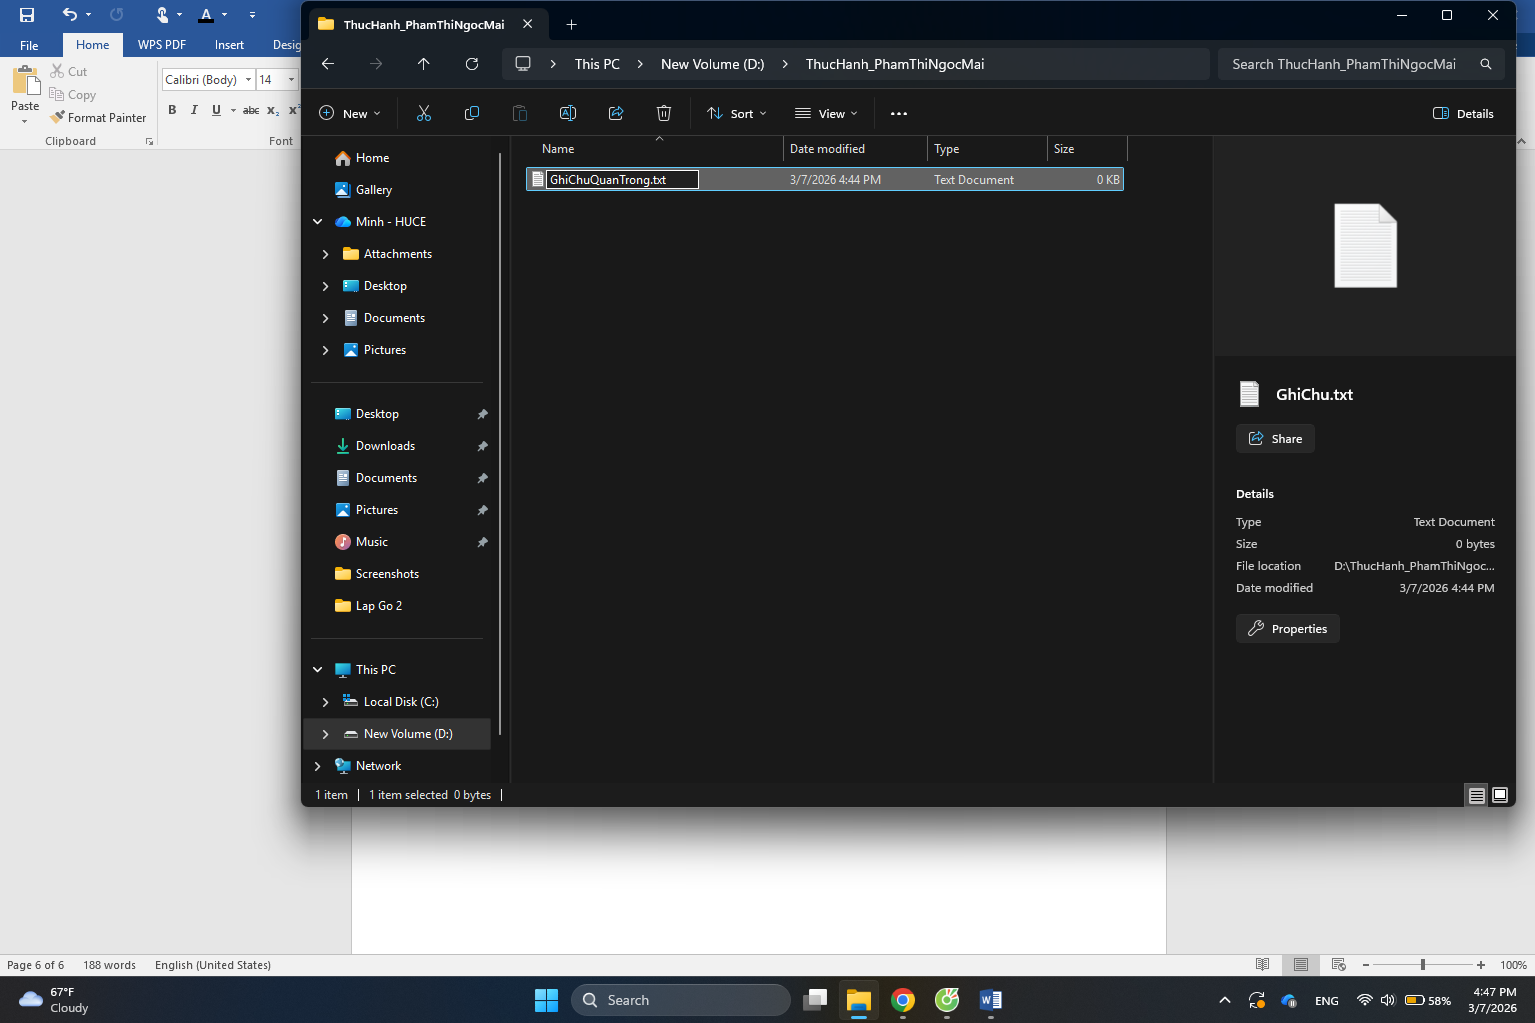 File
Home
WPS PDF
Insert
Desig
Paste
Cut
Copy
Format Painter
Clipboard
Calibri (Body)
14
B I U abc x₂ x²
Font
ThucHanh_PhamThiNgocMai
This PC
New Volume (D:)
ThucHanh_PhamThiNgocMai
Search ThucHanh_PhamThiNgocMai
New
Sort
View
Details
Home
Gallery
Minh - HUCE
Attachments
Desktop
Documents
Pictures
Desktop
Downloads
Documents
Pictures
Music
Screenshots
Lap Go 2
This PC
Local Disk (C:)
New Volume (D:)
Network
Name
Date modified
Type
Size
GhiChuQuanTrong.txt
3/7/2026 4:44 PM
Text Document
0 KB
GhiChu.txt
Share
Details
Type
Text Document
Size
0 bytes
File location
D:\ThucHanh_PhamThiNgoc...
Date modified
3/7/2026 4:44 PM
Properties
1 item
1 item selected 0 bytes
Page 6 of 6
188 words
English (United States)
100%
67°F
Cloudy
Search
ENG
58%
4:47 PM
3/7/2026